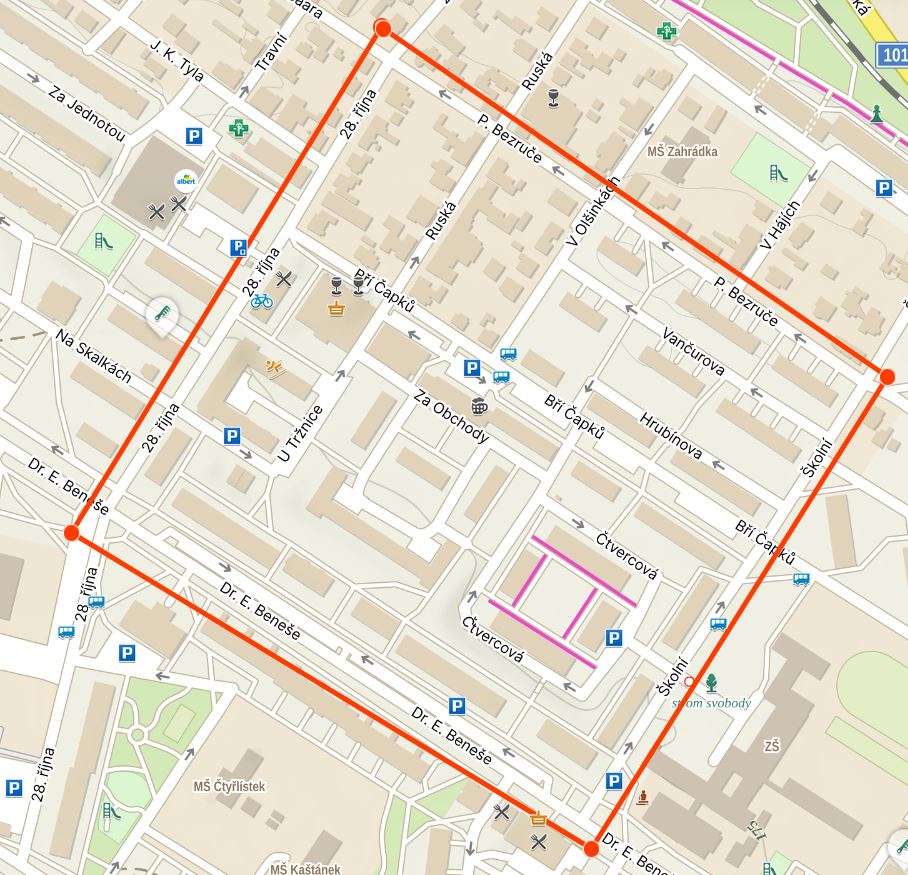 J. K. Tyla
Travní
Ruská
101
Za Jednotou
28. října
P. Bezruče
MŠ Zahrádka
albert
V Olšinkách
V Hájích
Ruská
28. října
Bří Čapků
P. Bezruče
Na Skalkách
Vančurova
Za Obchody
Bří Čapků
Hrubínova
28. října
U Tržnice
Školní
Dr. E. Beneše
Bří Čapků
Čtvercová
28. října
Dr. E. Beneše
Čtvercová
Školní
strom svobody
Dr. E. Beneše
ZŠ
28. října
MŠ Čtyřlístek
175
Dr. E. Bene
MŠ Kaštánek